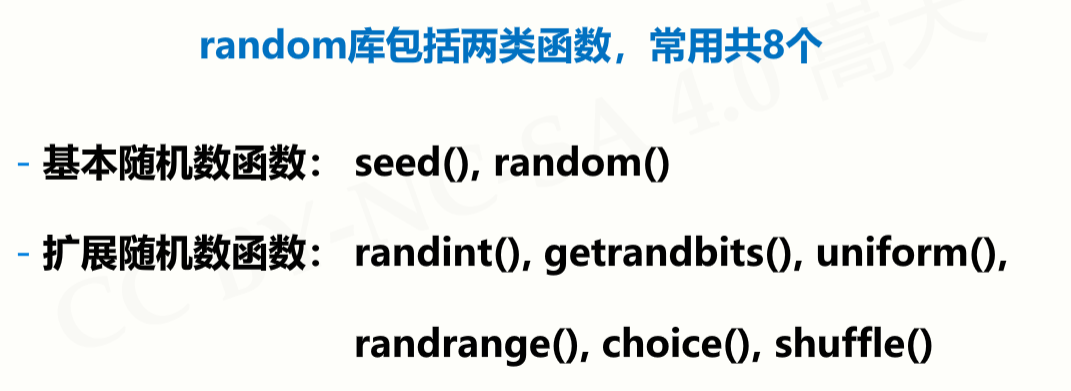 random库包括两类函数，常用共8个
- 基本随机数函数： seed(), random()
- 扩展随机数函数： randint(), getrandbits(), uniform(),
randrange(), choice(), shuffle()
CC BY-NC-SA 4.0 嵩天